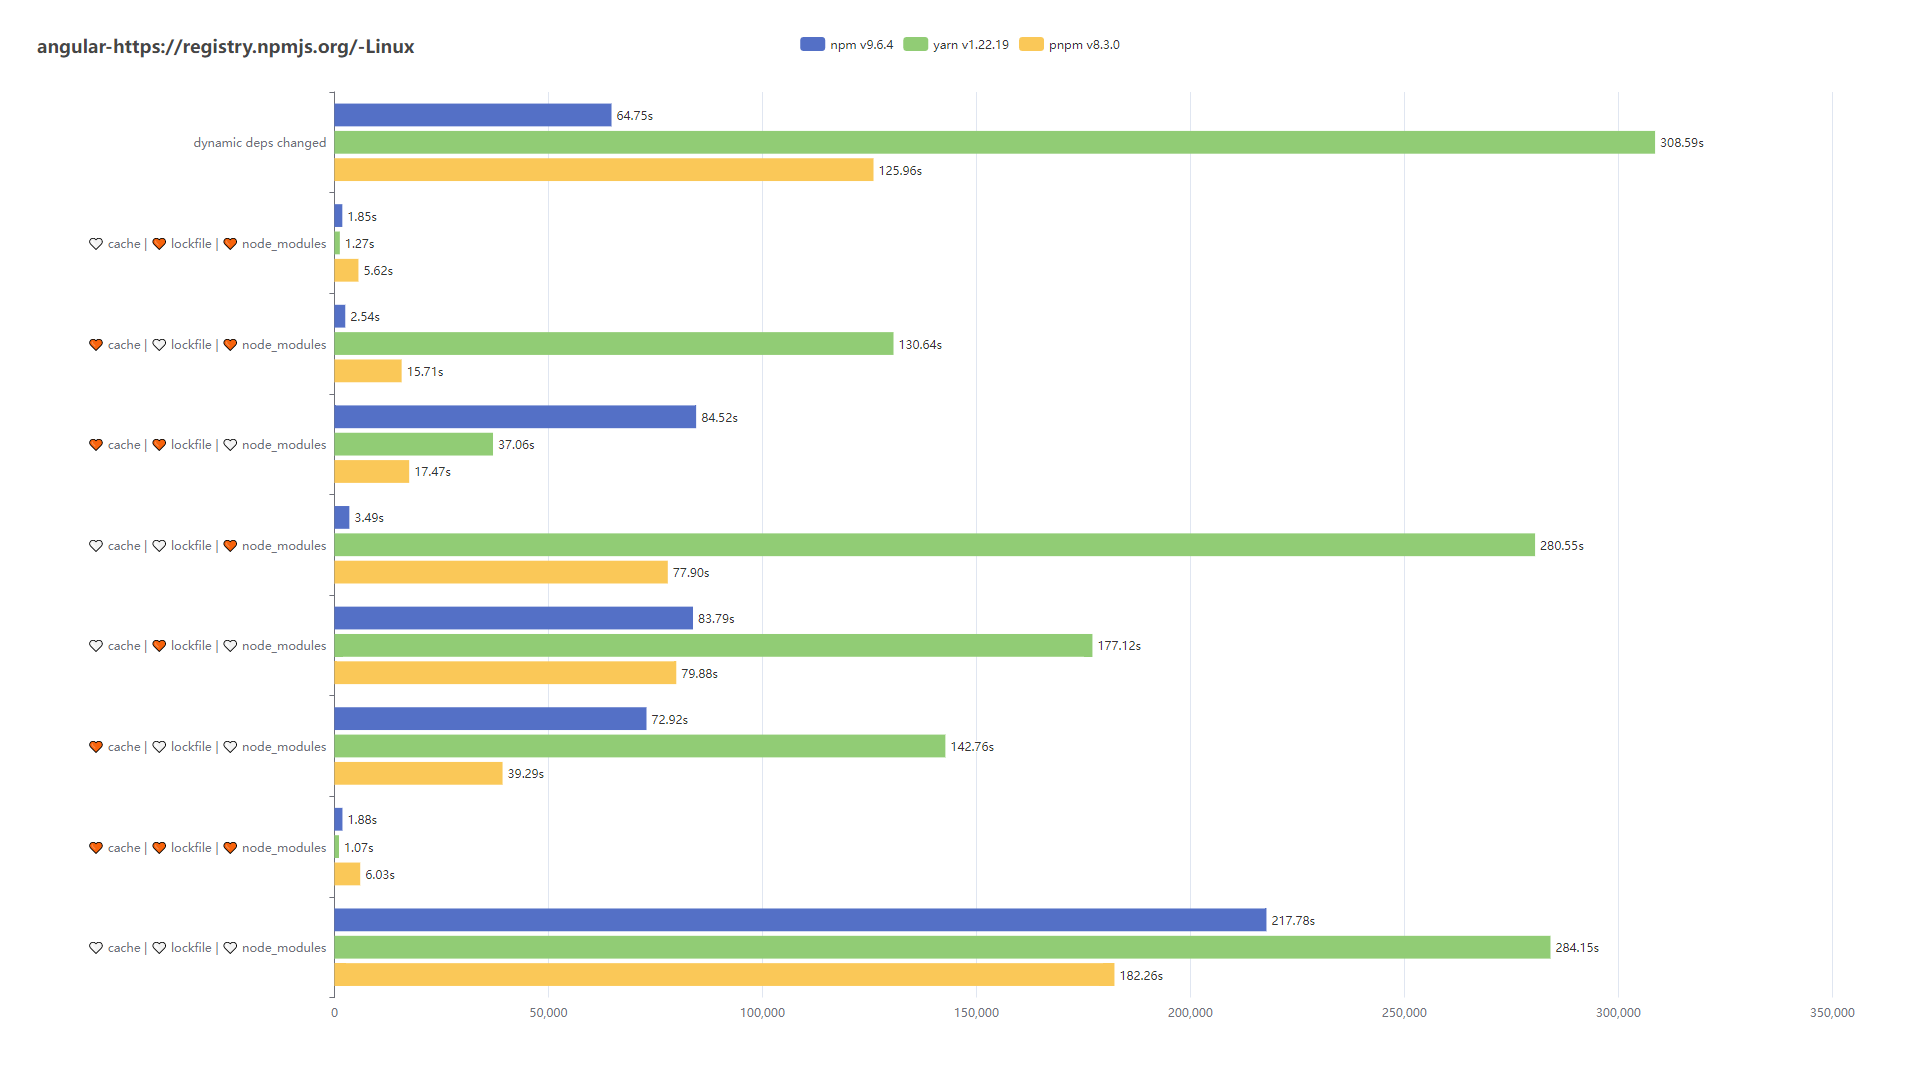 angular-https://registry.npmjs.org/-Linux
npm v9.6.4 yarn v1.22.19 pnpm v8.3.0
64.75s
dynamic deps changed 308.59s
125.96s
1.85s
🤍 cache | 🧡 lockfile | 🧡 node_modules 1.27s
5.62s
2.54s
🧡 cache | 🤍 lockfile | 🧡 node_modules 130.64s
15.71s
84.52s
🧡 cache | 🧡 lockfile | 🤍 node_modules 37.06s
17.47s
3.49s
🤍 cache | 🤍 lockfile | 🧡 node_modules 280.55s
77.90s
83.79s
🤍 cache | 🧡 lockfile | 🤍 node_modules 177.12s
79.88s
72.92s
🧡 cache | 🤍 lockfile | 🤍 node_modules 142.76s
39.29s
1.88s
🧡 cache | 🧡 lockfile | 🧡 node_modules 1.07s
6.03s
217.78s
🤍 cache | 🤍 lockfile | 🤍 node_modules 284.15s
182.26s
0 50,000 100,000 150,000 200,000 250,000 300,000 350,000